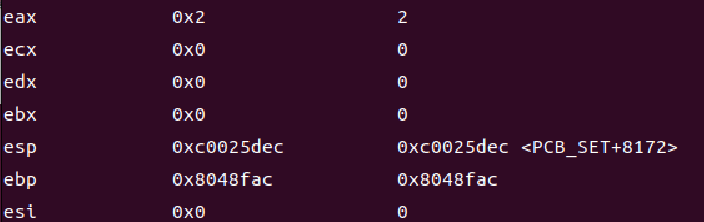 eax 0x2 2
ecx 0x0 0
edx 0x0 0
ebx 0x0 0
esp 0xc0025dec 0xc0025dec <PCB_SET+8172>
ebp 0x8048fac 0x8048fac
esi 0x0 0